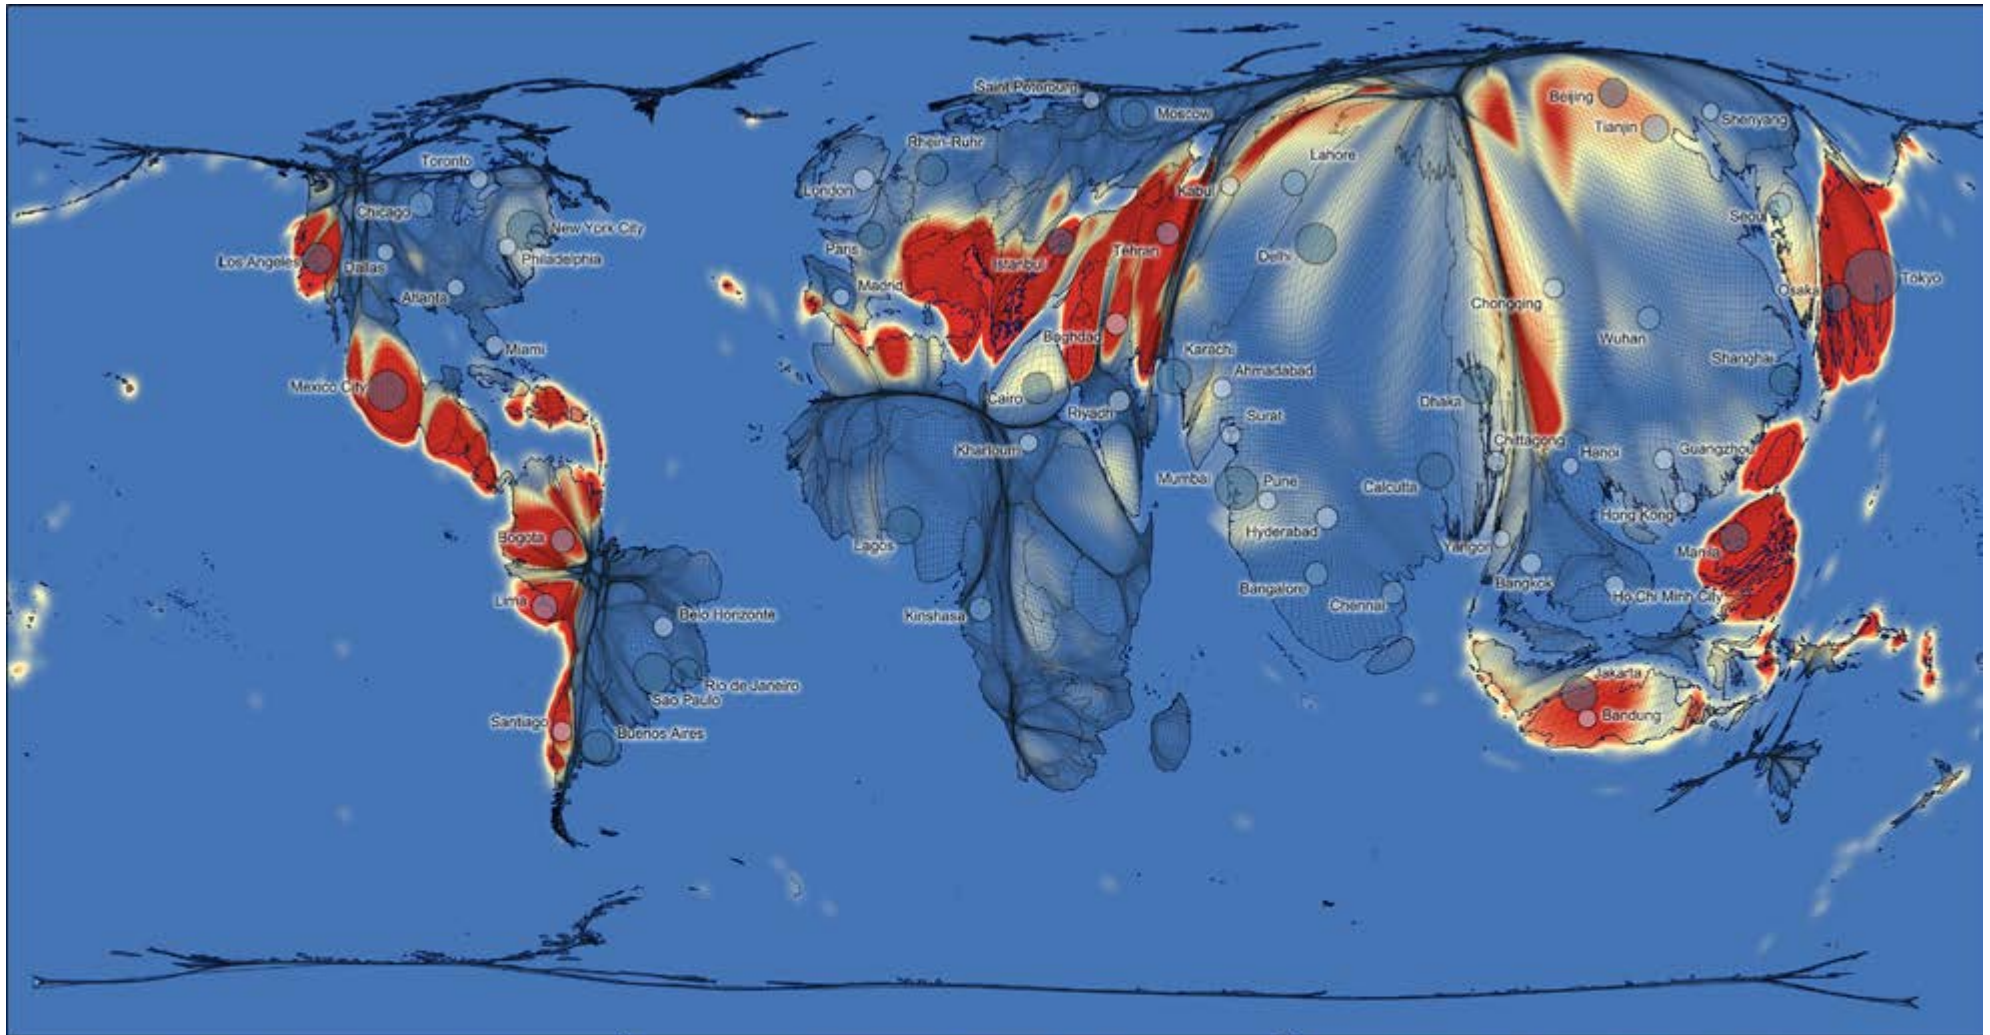 Saint Petersburg
Moscow
Rhein-Ruhr
Toronto
London
Chicago
New York City
Philadelphia
Los Angeles
Dallas
Atlanta
Miami
Mexico City
Paris
Madrid
Istanbul
Tehran
Baghdad
Kabul
Lahore
Delhi
Beijing
Tianjin
Shenyang
Seoul
Osaka
Tokyo
Chongqing
Wuhan
Shanghai
Cairo
Riyadh
Karachi
Ahmadabad
Surat
Dhaka
Khartoum
Mumbai
Pune
Calcutta
Chittagong
Hanoi
Guangzhou
Hong Kong
Hyderabad
Yangon
Manila
Bogota
Lagos
Lima
Kinshasa
Bangalore
Chennai
Bangkok
Ho Chi Minh City
Belo Horizonte
Rio de Janeiro
Sao Paulo
Santiago
Buenos Aires
Jakarta
Bandung